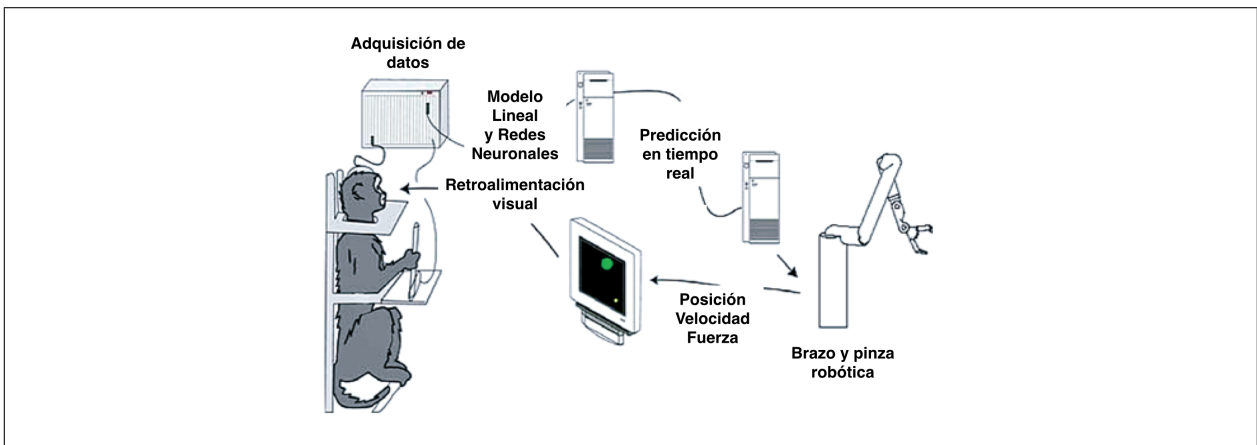 Adquisición de
datos
Modelo
Lineal
y Redes
Neuronales
Predicción
en tiempo
real
Retroalimentación
visual
Posición
Velocidad
Fuerza
Brazo y pinza
robótica